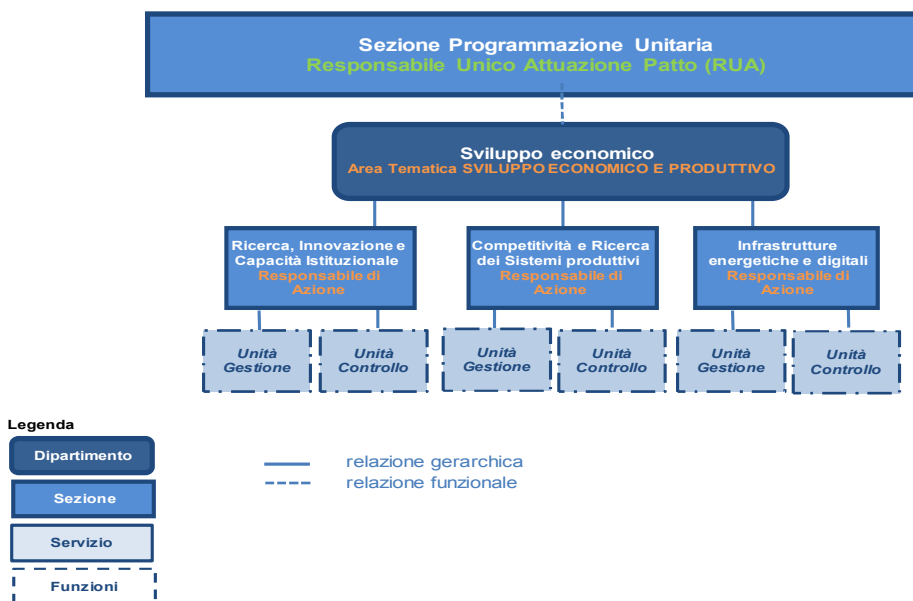 Sezione Programmazione Unitaria
Responsabile Unico Attuazione Patto (RUA)
Sviluppo economico
Area Tematica SVILUPPO ECONOMICO E PRODUTTIVO
Ricerca, Innovazione e
Capacità Istituzionale
Responsabile di
Azione
Competitività e Ricerca
dei Sistemi produttivi
Responsabile di
Azione
Infrastrutture
energetiche e digitali
Responsabile di
Azione
Unità
Gestione
Unità
Controllo
Unità
Gestione
Unità
Controllo
Unità
Gestione
Unità
Controllo
Legenda
Dipartimento
Sezione
Servizio
Funzioni
relazione gerarchica
relazione funzionale